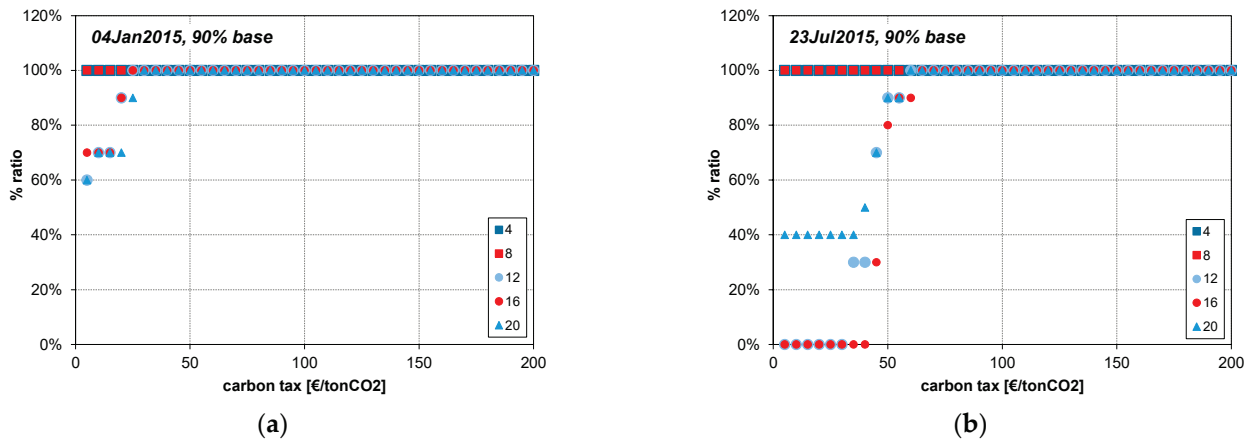 120%
100%
80%
60%
40%
20%
0%
% ratio
04Jan2015, 90% base
4
8
12
16
20
0 50 100 150 200
carbon tax [€/tonCO2]
(a)
120%
100%
80%
60%
40%
20%
0%
% ratio
23Jul2015, 90% base
4
8
12
16
20
0 50 100 150 200
carbon tax [€/tonCO2]
(b)